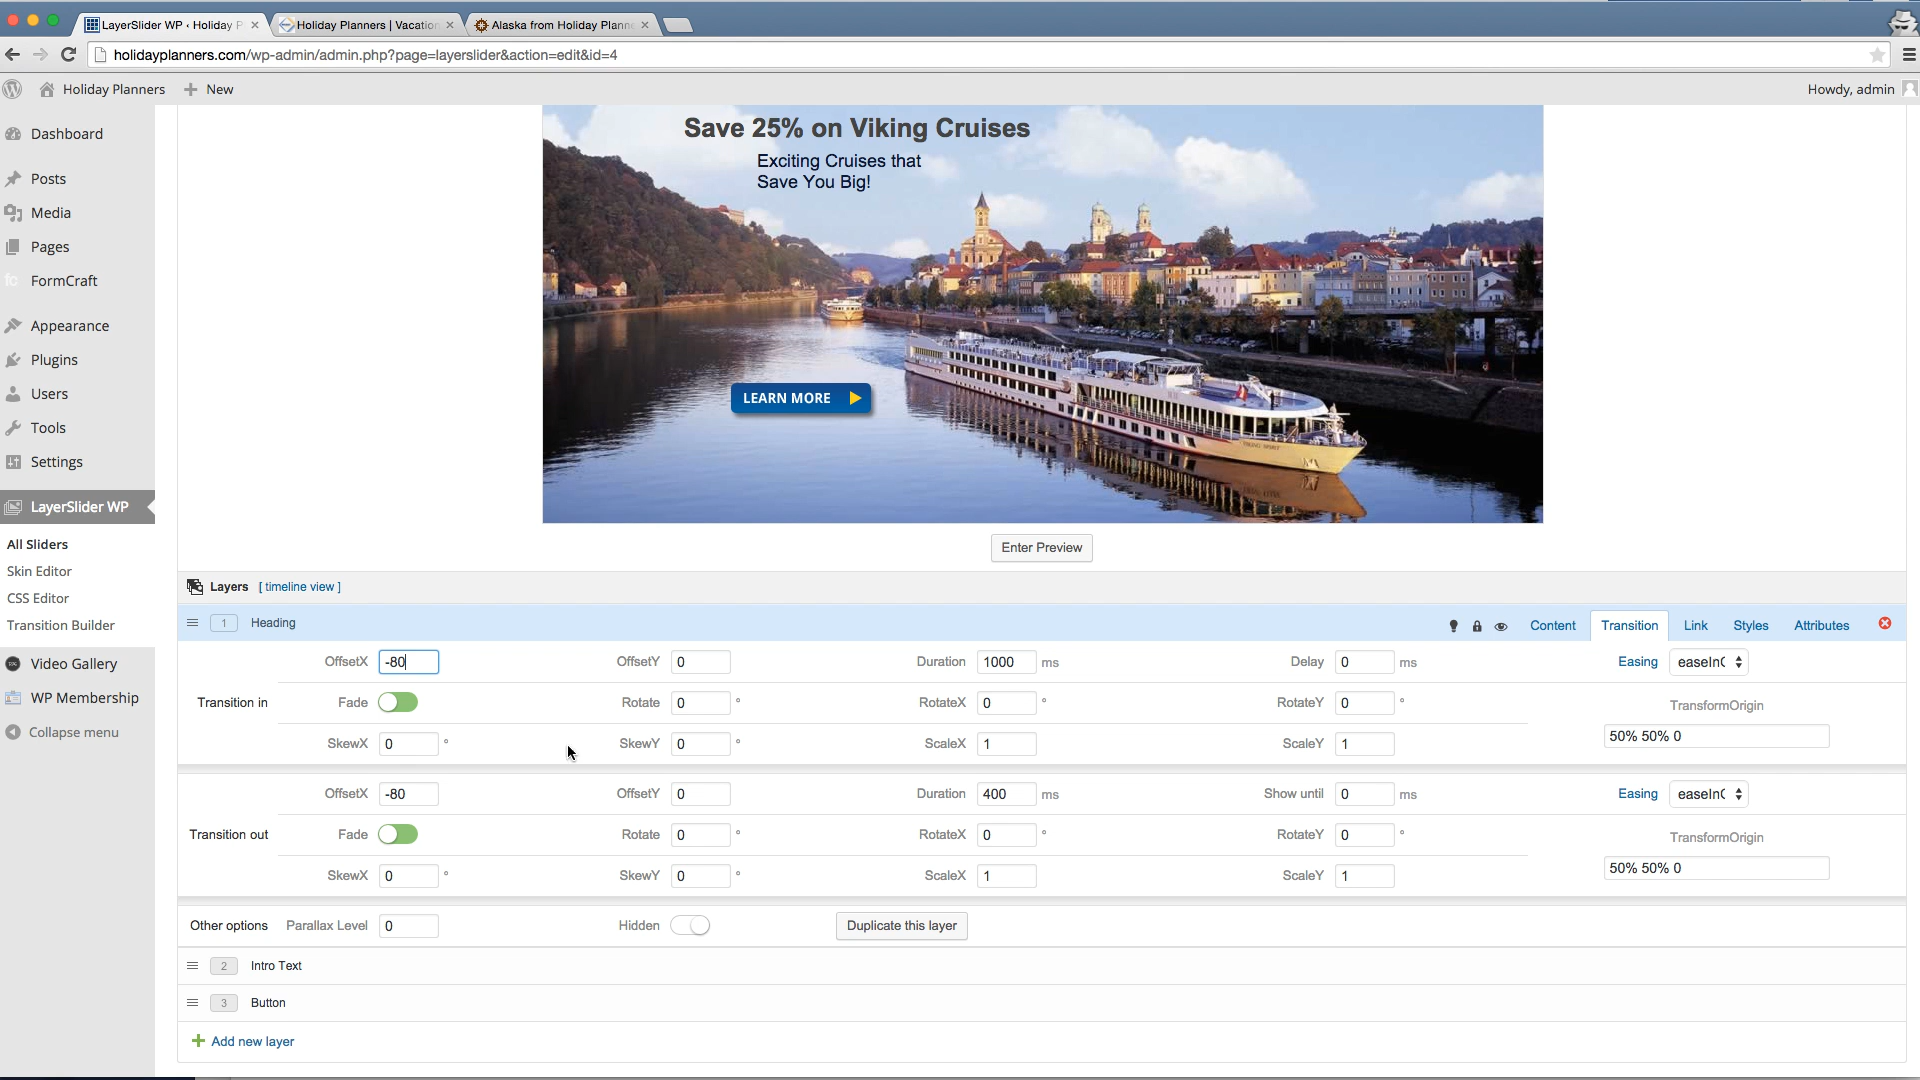 LayerSlider WP ‹ Holiday P
Holiday Planners | Vacation
Alaska from Holiday Planne
holidayplanners.com/wp-admin/admin.php?page=layerslider&action=edit&id=4
Holiday Planners
New
Howdy, admin
Dashboard
Posts
Media
Pages
FormCraft
Appearance
Plugins
Users
Tools
Settings
LayerSlider WP
All Sliders
Skin Editor
CSS Editor
Transition Builder
Video Gallery
WP Membership
Collapse menu
Save 25% on Viking Cruises
Exciting Cruises that
Save You Big!
LEARN MORE
Enter Preview
Layers [ timeline view ]
1 Heading Content Transition Link Styles Attributes
OffsetX -80 OffsetY 0 Duration 1000 ms Delay 0 ms Easing easeInO
Transition in Fade Rotate 0 ° RotateX 0 ° RotateY 0 ° TransformOrigin
SkewX 0 ° SkewY 0 ° ScaleX 1 ScaleY 1 50% 50% 0
OffsetX -80 OffsetY 0 Duration 400 ms Show until 0 ms Easing easeInO
Transition out Fade Rotate 0 ° RotateX 0 ° RotateY 0 ° TransformOrigin
SkewX 0 ° SkewY 0 ° ScaleX 1 ScaleY 1 50% 50% 0
Other options Parallax Level 0 Hidden Duplicate this layer
2 Intro Text
3 Button
Add new layer